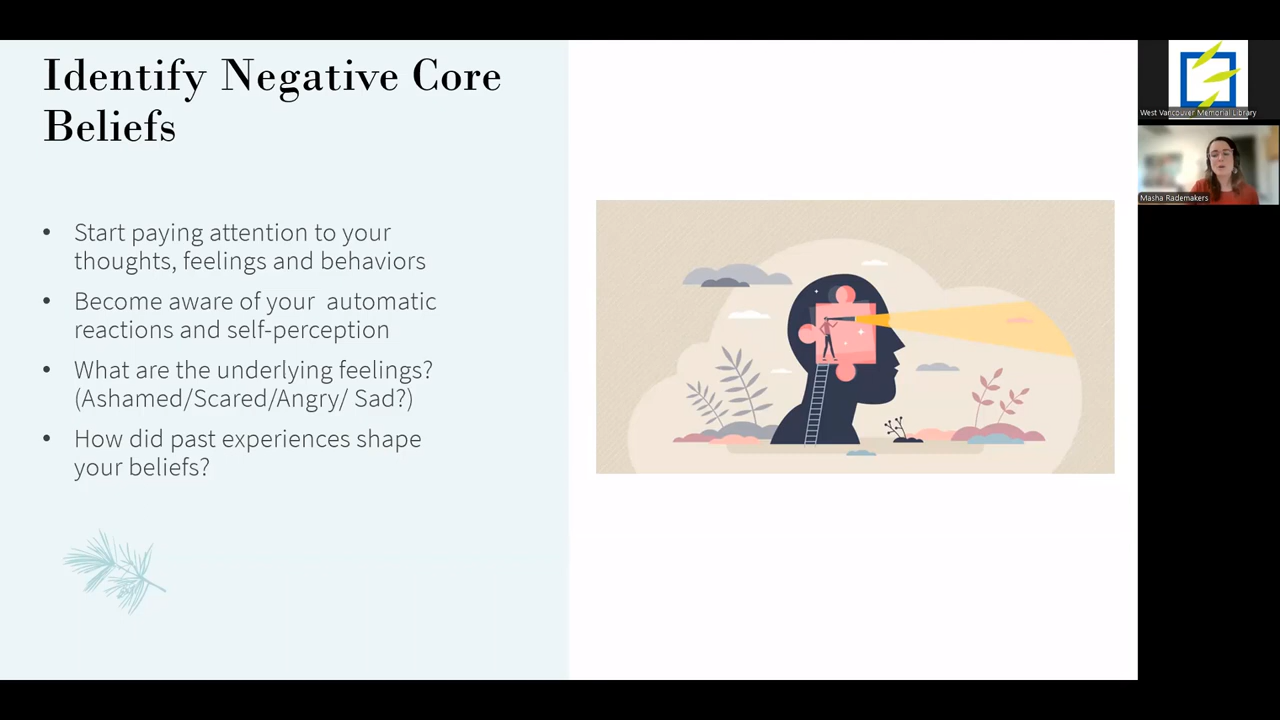 Identify Negative Core
Beliefs
• Start paying attention to your
thoughts, feelings and behaviors
• Become aware of your  automatic
reactions and self-perception
• What are the underlying feelings?
(Ashamed/Scared/Angry/ Sad?)
• How did past experiences shape
your beliefs?
West Vancouver Memorial Library
Masha Rademakers